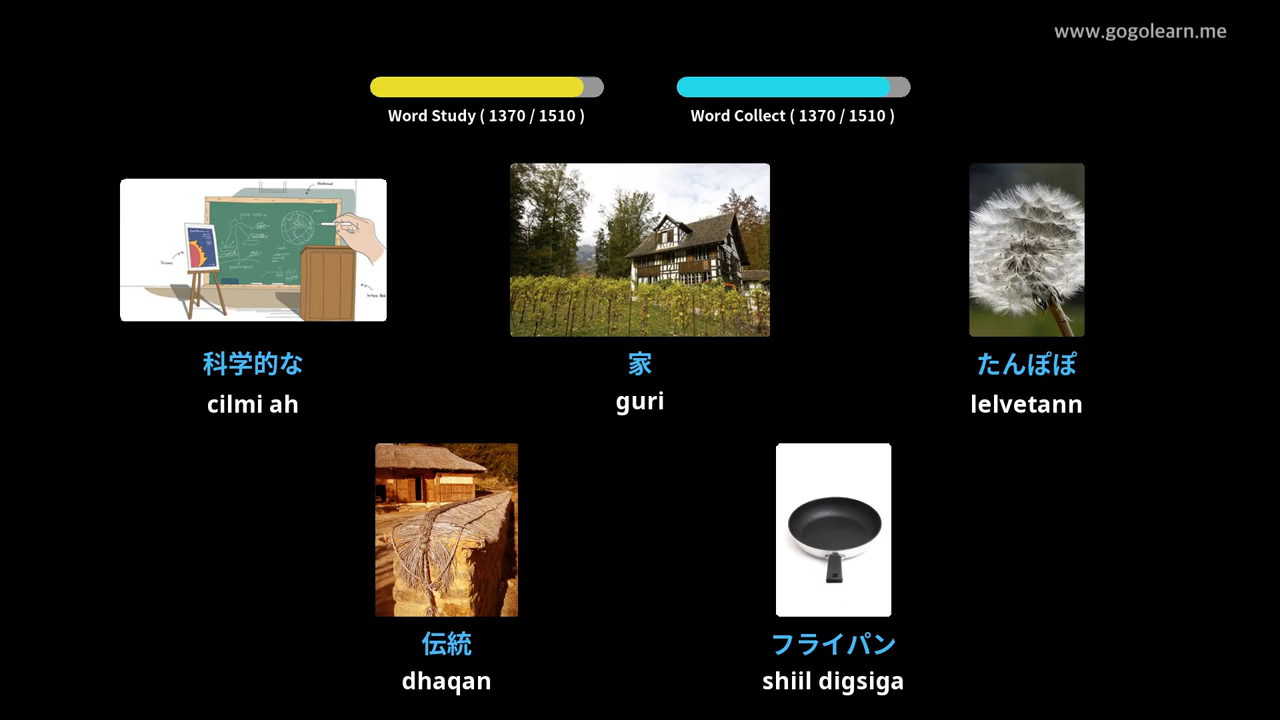 www.gogolearn.me
Word Study ( 1370 / 1510 )
Word Collect ( 1370 / 1510 )
科学的な
cilmi ah
家
guri
たんぽぽ
lelvetann
伝統
dhaqan
フライパン
shiil digsiga